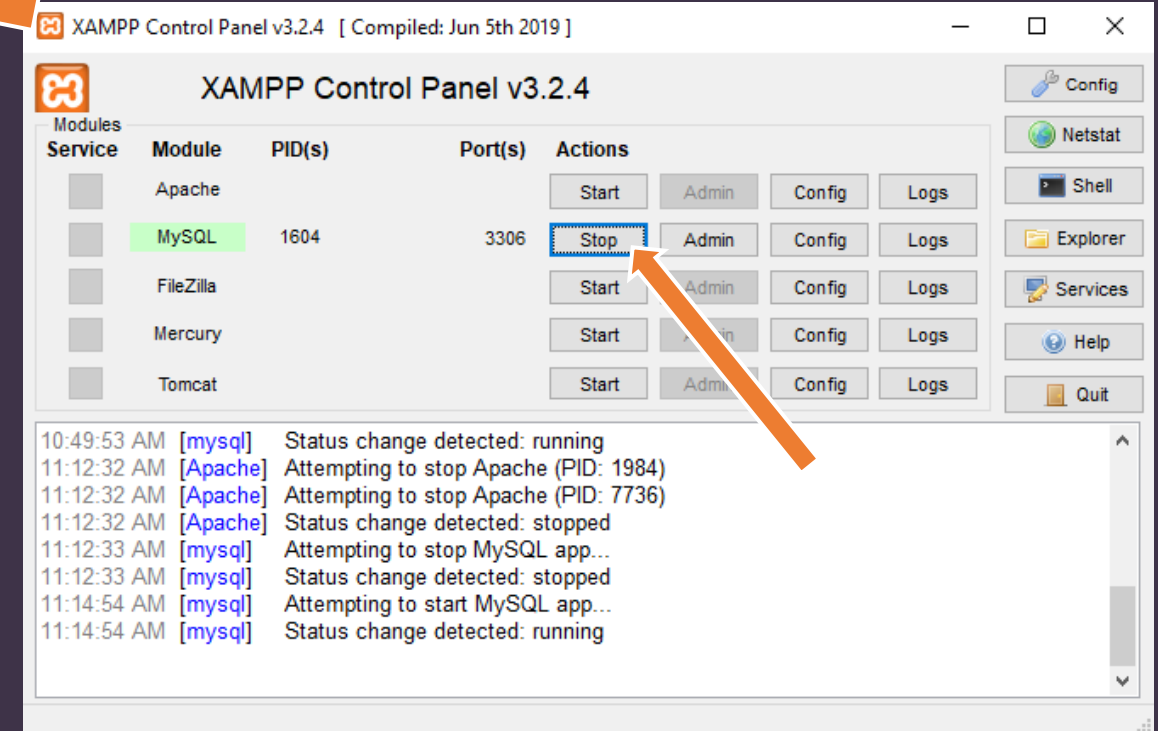 XAMPP Control Panel v3.2.4 [ Compiled: Jun 5th 2019 ]
XAMPP Control Panel v3.2.4
Config
Modules
Netstat
Service Module PID(s) Port(s) Actions
Apache Start Admin Config Logs
Shell
MySQL 1604 3306 Stop Admin Config Logs
Explorer
FileZilla Start Admin Config Logs
Services
Mercury Start Admin Config Logs
Help
Tomcat Start Admin Config Logs
Quit
10:49:53 AM [mysql] Status change detected: running
11:12:32 AM [Apache] Attempting to stop Apache (PID: 1984)
11:12:32 AM [Apache] Attempting to stop Apache (PID: 7736)
11:12:32 AM [Apache] Status change detected: stopped
11:12:33 AM [mysql] Attempting to stop MySQL app...
11:12:33 AM [mysql] Status change detected: stopped
11:14:54 AM [mysql] Attempting to start MySQL app...
11:14:54 AM [mysql] Status change detected: running